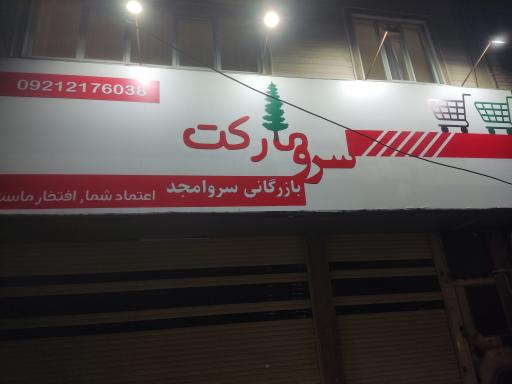 09212176038
سرو مارکت
بازرگانی سروامجد
اعتماد شما, افتخار ماست